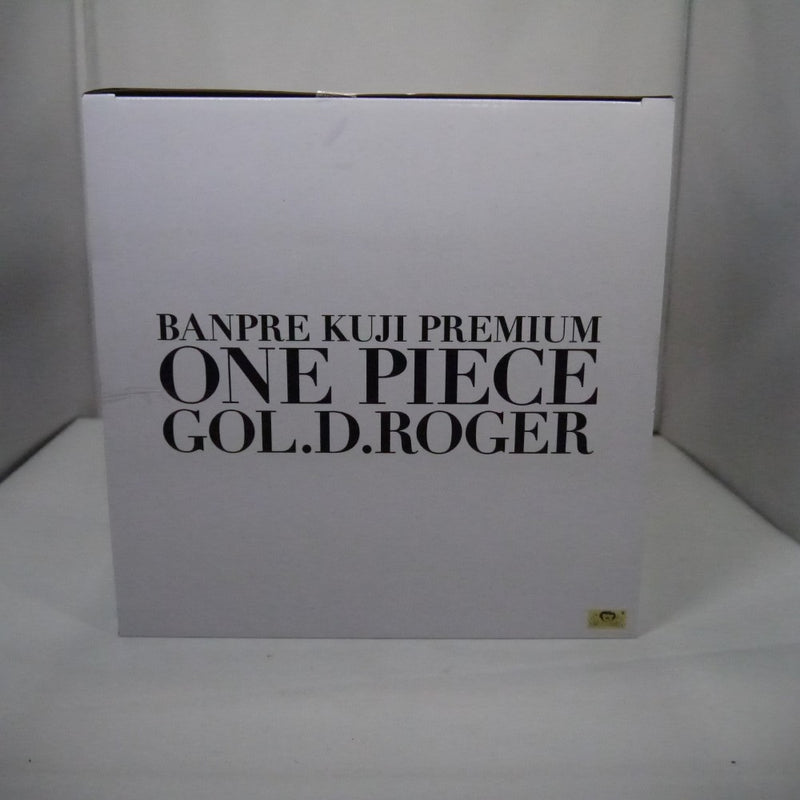 BANPRE KUJI PREMIUM
ONE PIECE
GOL.D.ROGER